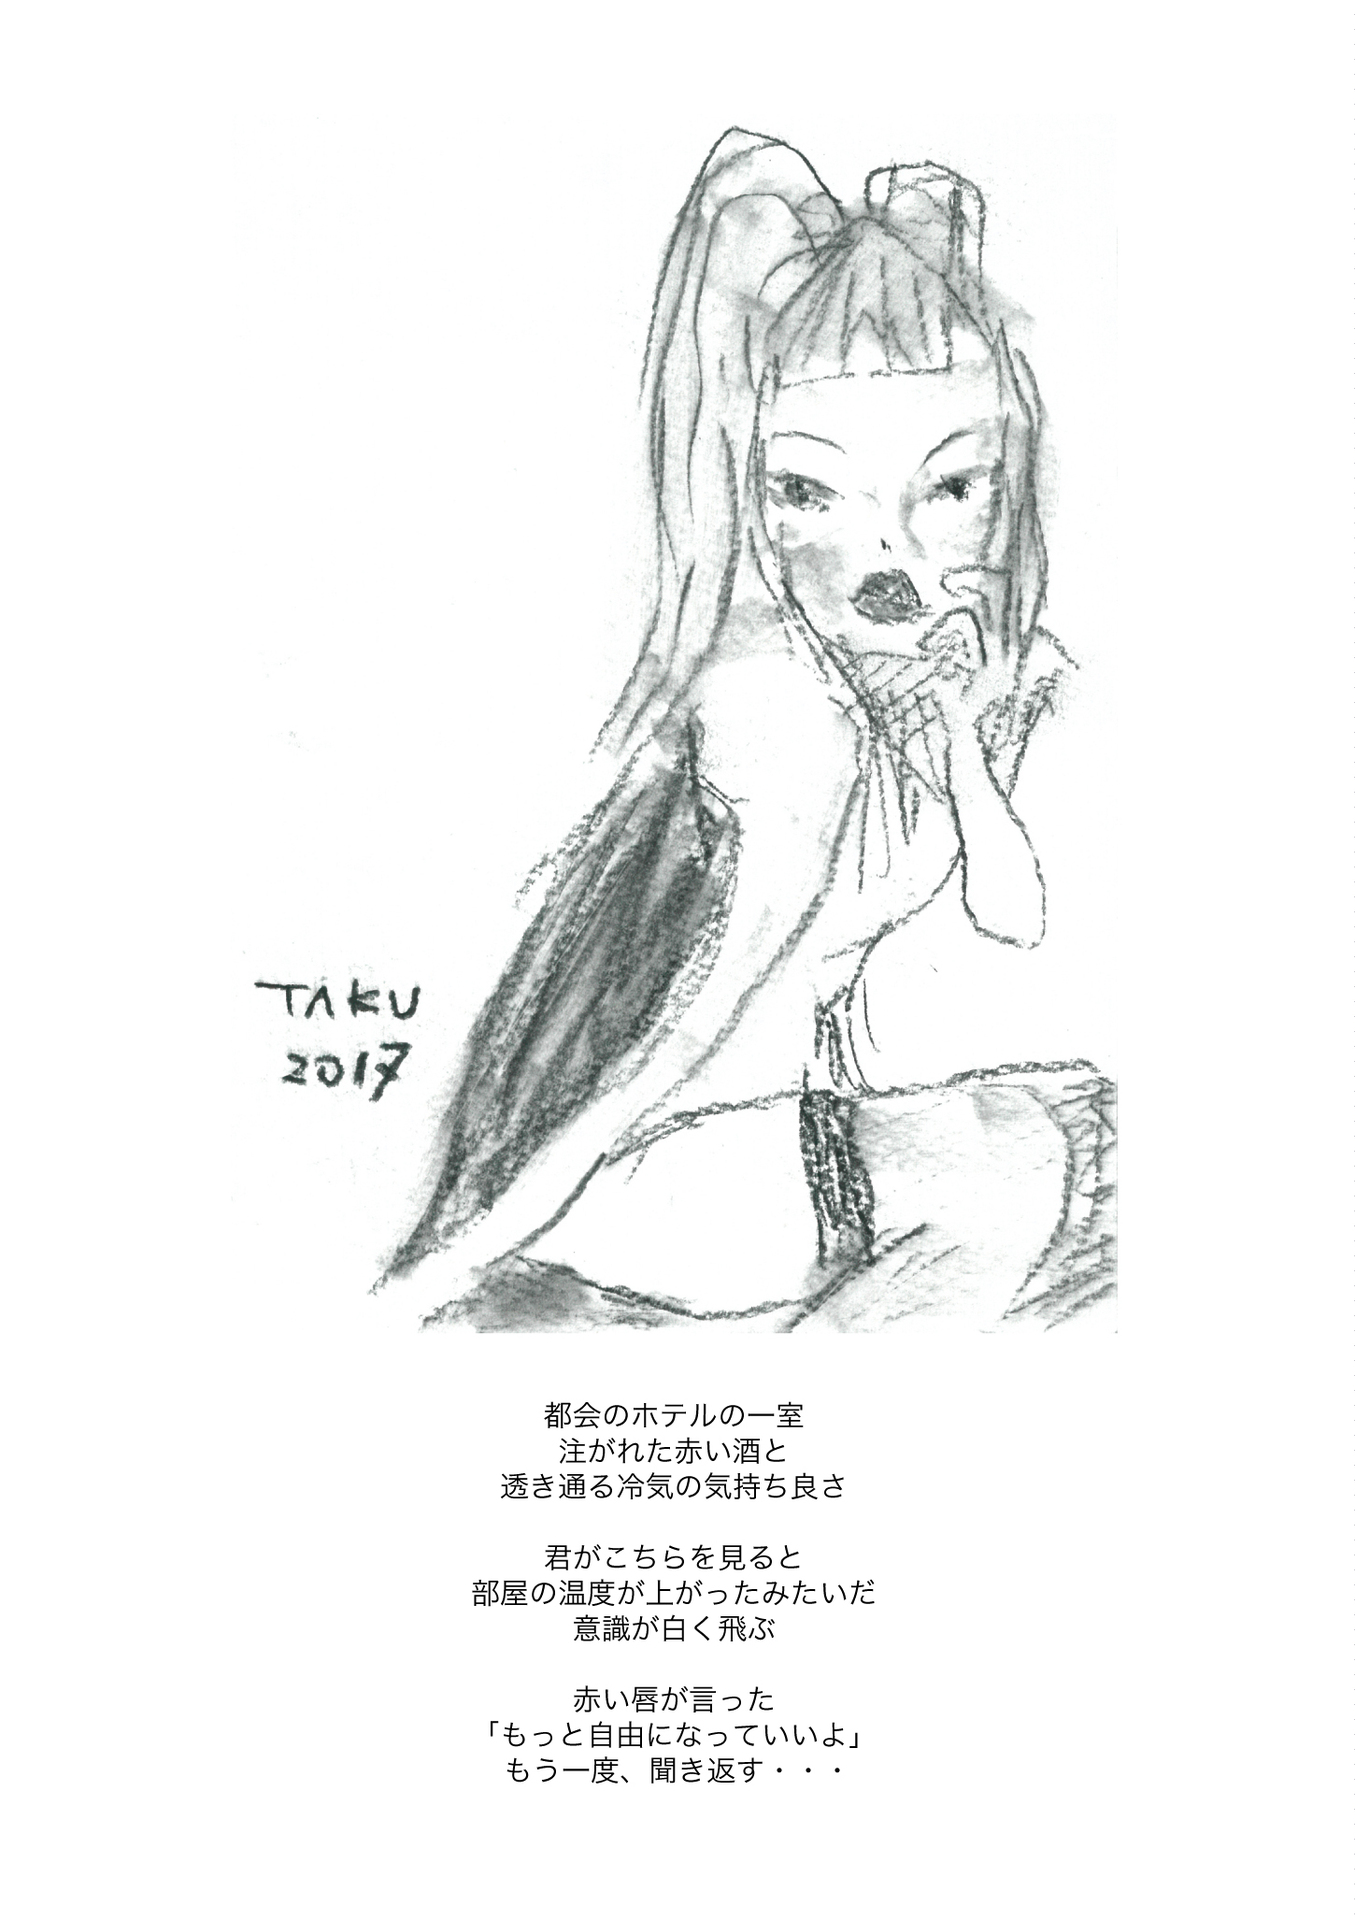 TAKU
2017
都会のホテルの一室
注がれた赤い酒と
透き通る冷気の気持ち良さ
君がこちらを見ると
部屋の温度が上がったみたいだ
意識が白く飛ぶ
赤い唇が言った
「もっと自由になっていいよ」
もう一度、聞き返す・・・